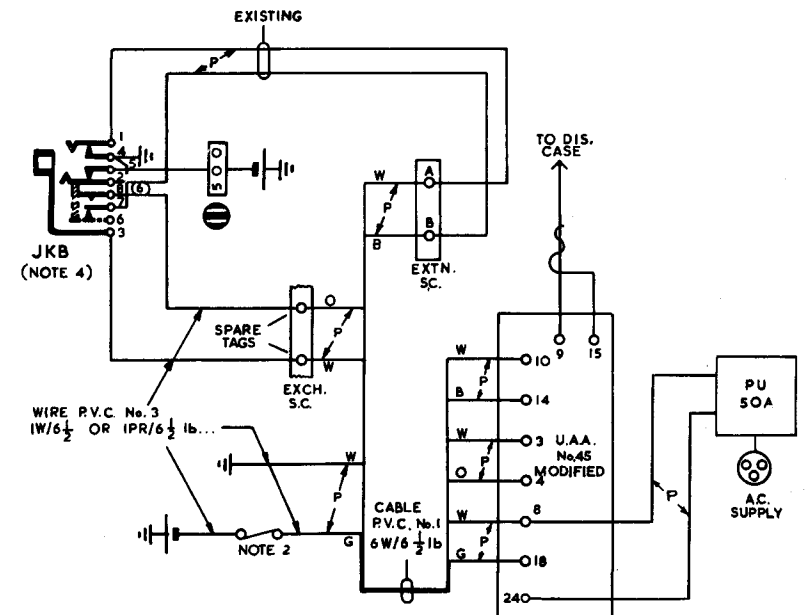 EXISTING
P
1
4
5
2
(6)
7
6
3
5
JKB
(NOTE 4)
W
A
P
B
B
EXTN.
S.C.
TO DIS.
CASE
O
SPARE
TAGS
P
W
EXCH.
S.C.
WIRE P.V.C. No. 3
1W/6½ OR 1PR/6½ lb...
W
P
G
NOTE 2
CABLE
P.V.C. No.1
6W/6½ lb
9
15
W
10
P
B
14
W
3
P
O
4
U.A.A.
No.45
MODIFIED
W
8
P
G
18
24
P
PU
50A
A.C.
SUPPLY